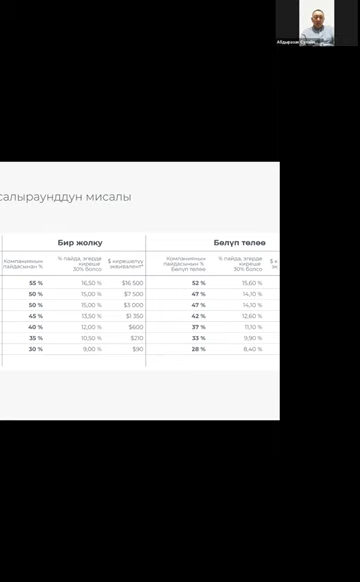 Абдыразак
салыраунддун мисалы
Бир жолку
Бөлүп төлөө
Компаниянын пайдасынан %
% пайда, эгерде киреше 30% болсо
$ кирешелүү эквивалент*
Компаниянын пайдасынын % Бөлүп төлөө
% пайда, эгерде киреше 30% болсо
55 % 16,50 % $16 500 52 % 15,60 %
50 % 15,00 % $7 500 47 % 14,10 %
50 % 15,00 % $3 000 47 % 14,10 %
45 % 13,50 % $1 350 42 % 12,60 %
40 % 12,00 % $600 37 % 11,10 %
35 % 10,50 % $210 33 % 9,90 %
30 % 9,00 % $90 28 % 8,40 %